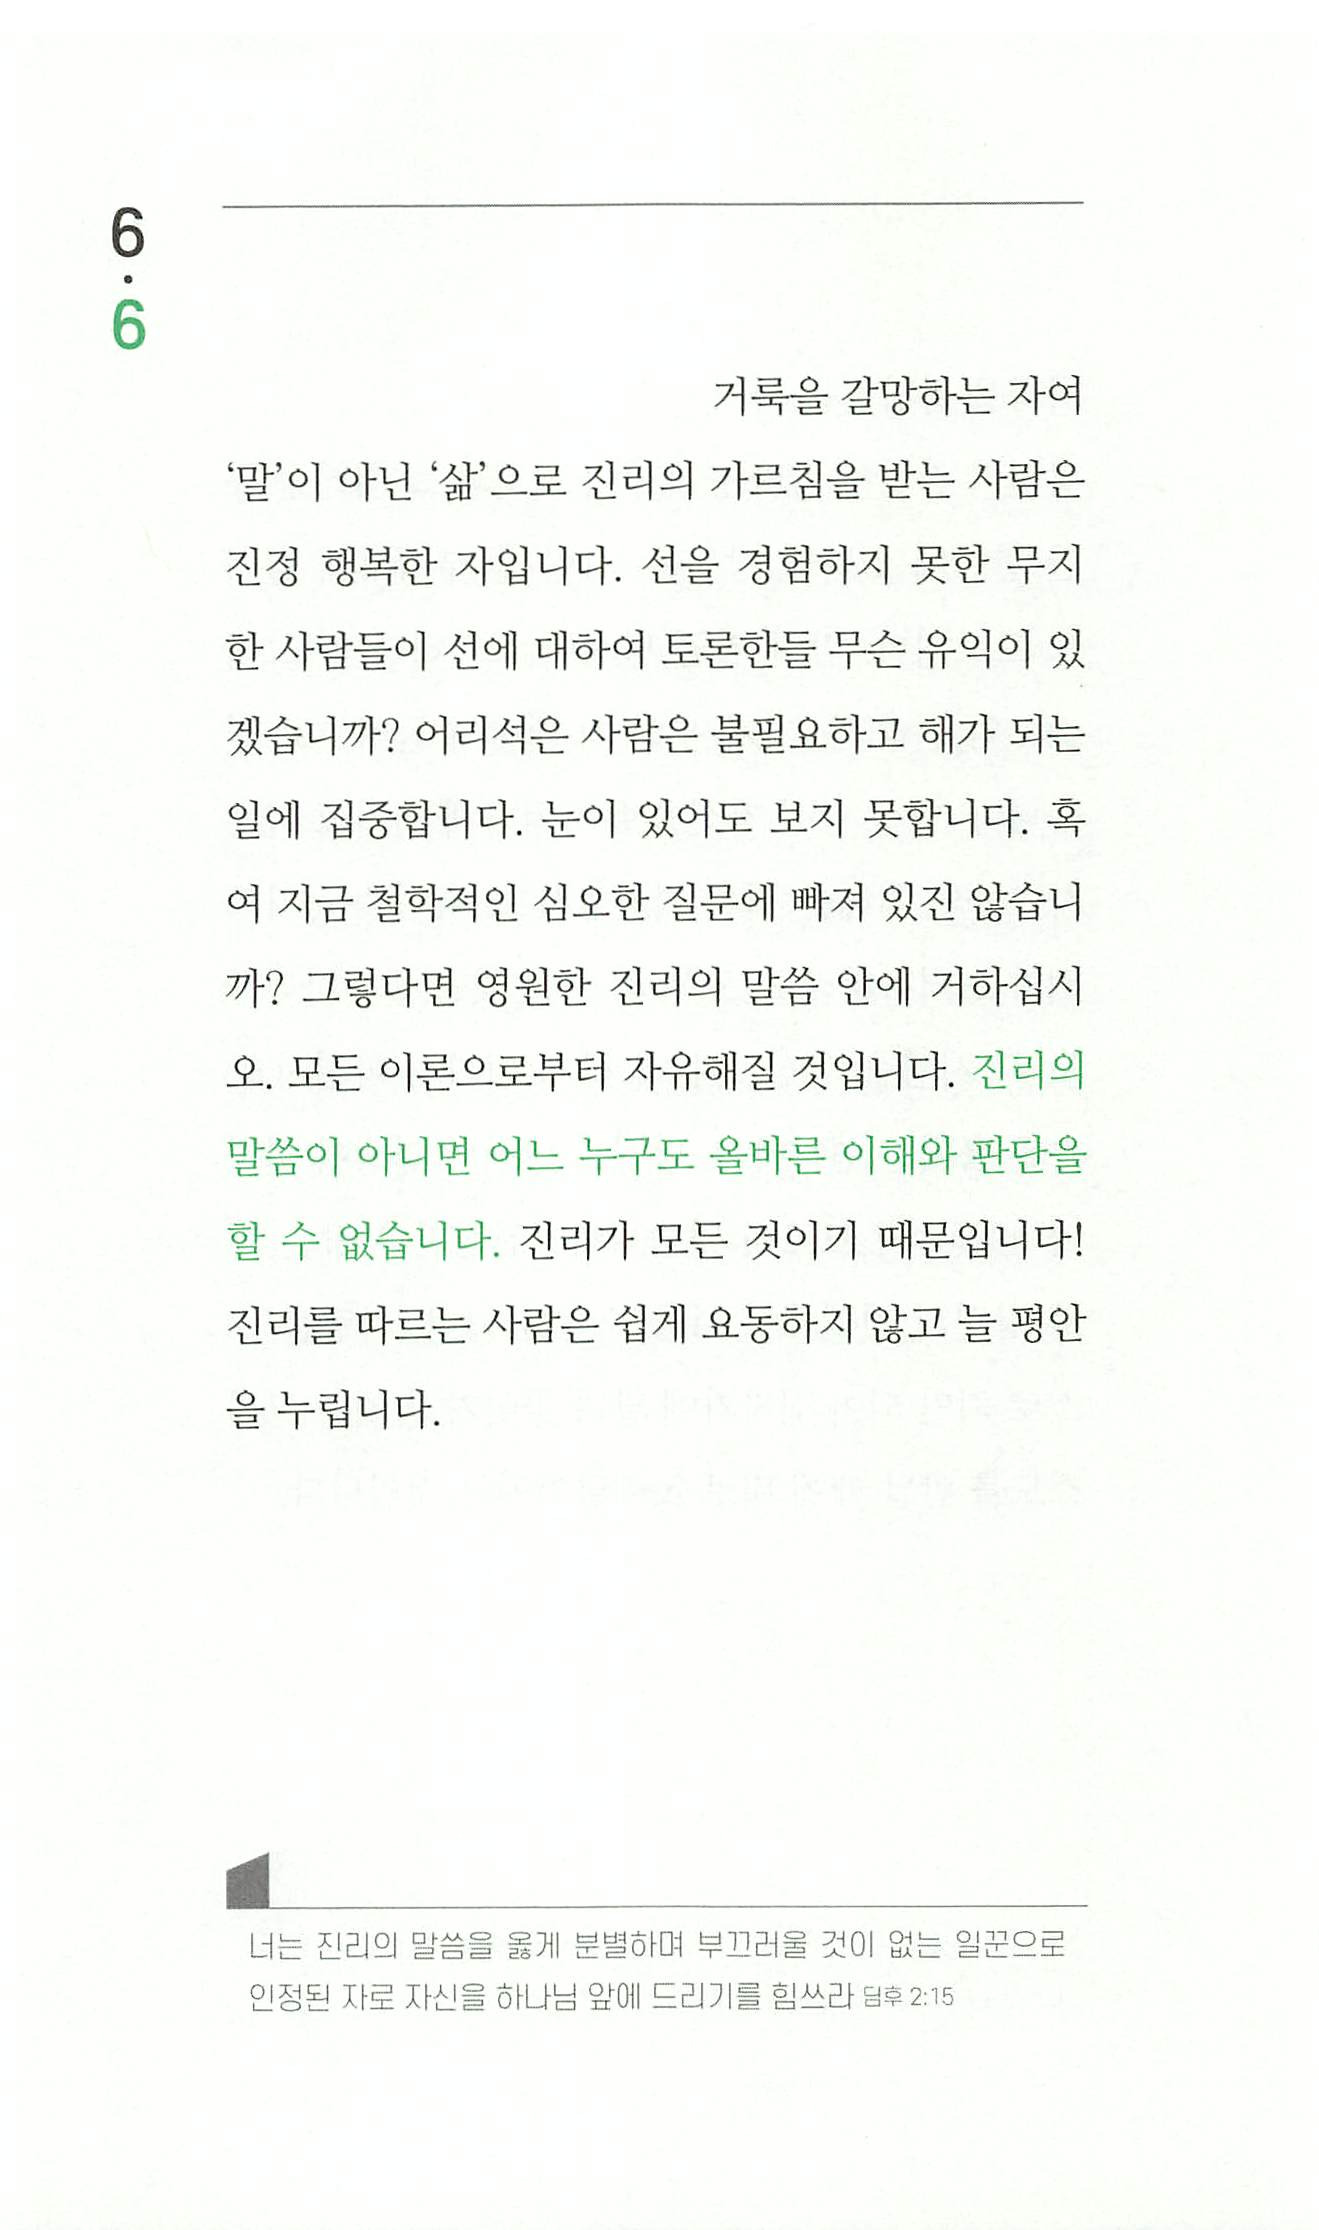 6
·
6
거룩을 갈망하는 자여
‘말’이 아닌 ‘삶’으로 진리의 가르침을 받는 사람은
진정 행복한 자입니다. 선을 경험하지 못한 무지
한 사람들이 선에 대하여 토론한들 무슨 유익이 있
겠습니까? 어리석은 사람은 불필요하고 해가 되는
일에 집중합니다. 눈이 있어도 보지 못합니다. 혹
여 지금 철학적인 심오한 질문에 빠져 있진 않습니
까? 그렇다면 영원한 진리의 말씀 안에 거하십시
오. 모든 이론으로부터 자유해질 것입니다. 진리의
말씀이 아니면 어느 누구도 올바른 이해와 판단을
할 수 없습니다. 진리가 모든 것이기 때문입니다!
진리를 따르는 사람은 쉽게 요동하지 않고 늘 평안
을 누립니다.
너는 진리의 말씀을 옳게 분별하며 부끄러울 것이 없는 일꾼으로
인정된 자로 자신을 하나님 앞에 드리기를 힘쓰라 딤후 2:15